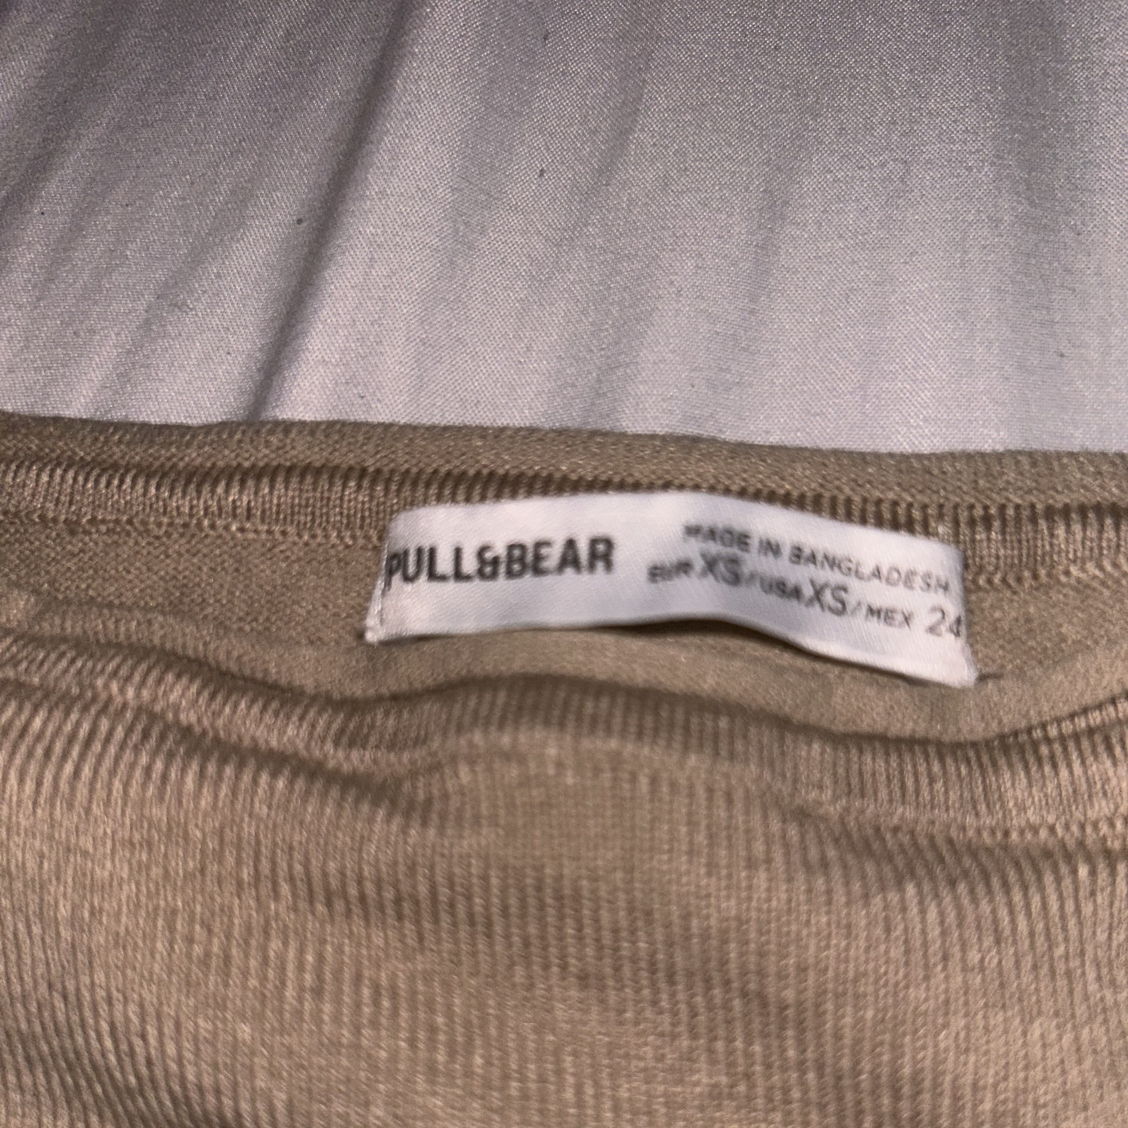 PULL&BEAR
MADE IN BANGLADESH
EUR XS/USA XS/MEX 24